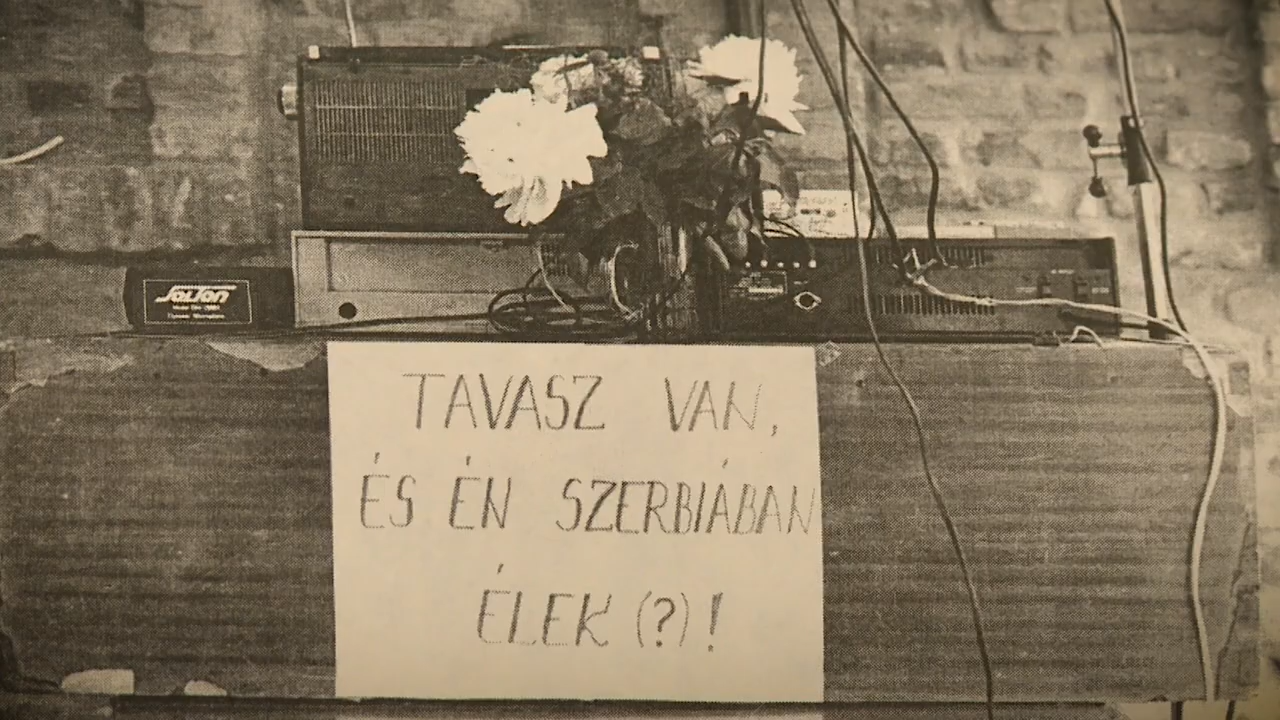 SALTON
TAVASZ VAN,
ÉS ÉN SZERBIÁBAN
ÉLEK (?)!